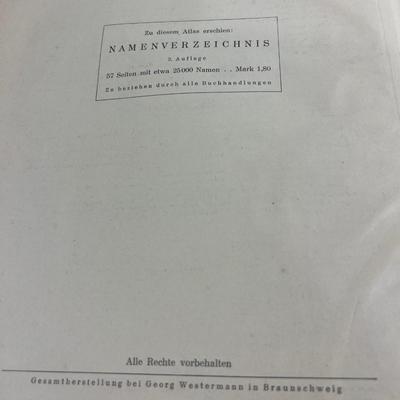 Zu diesem Atlas erschien:
NAMENVERZEICHNIS
2. Auflage
57 Seiten mit etwa 25000 Namen . . Mark 1,80
Zu beziehen durch alle Buchhandlungen
Alle Rechte vorbehalten
Gesamtherstellung bei Georg Westermann in Braunschweig